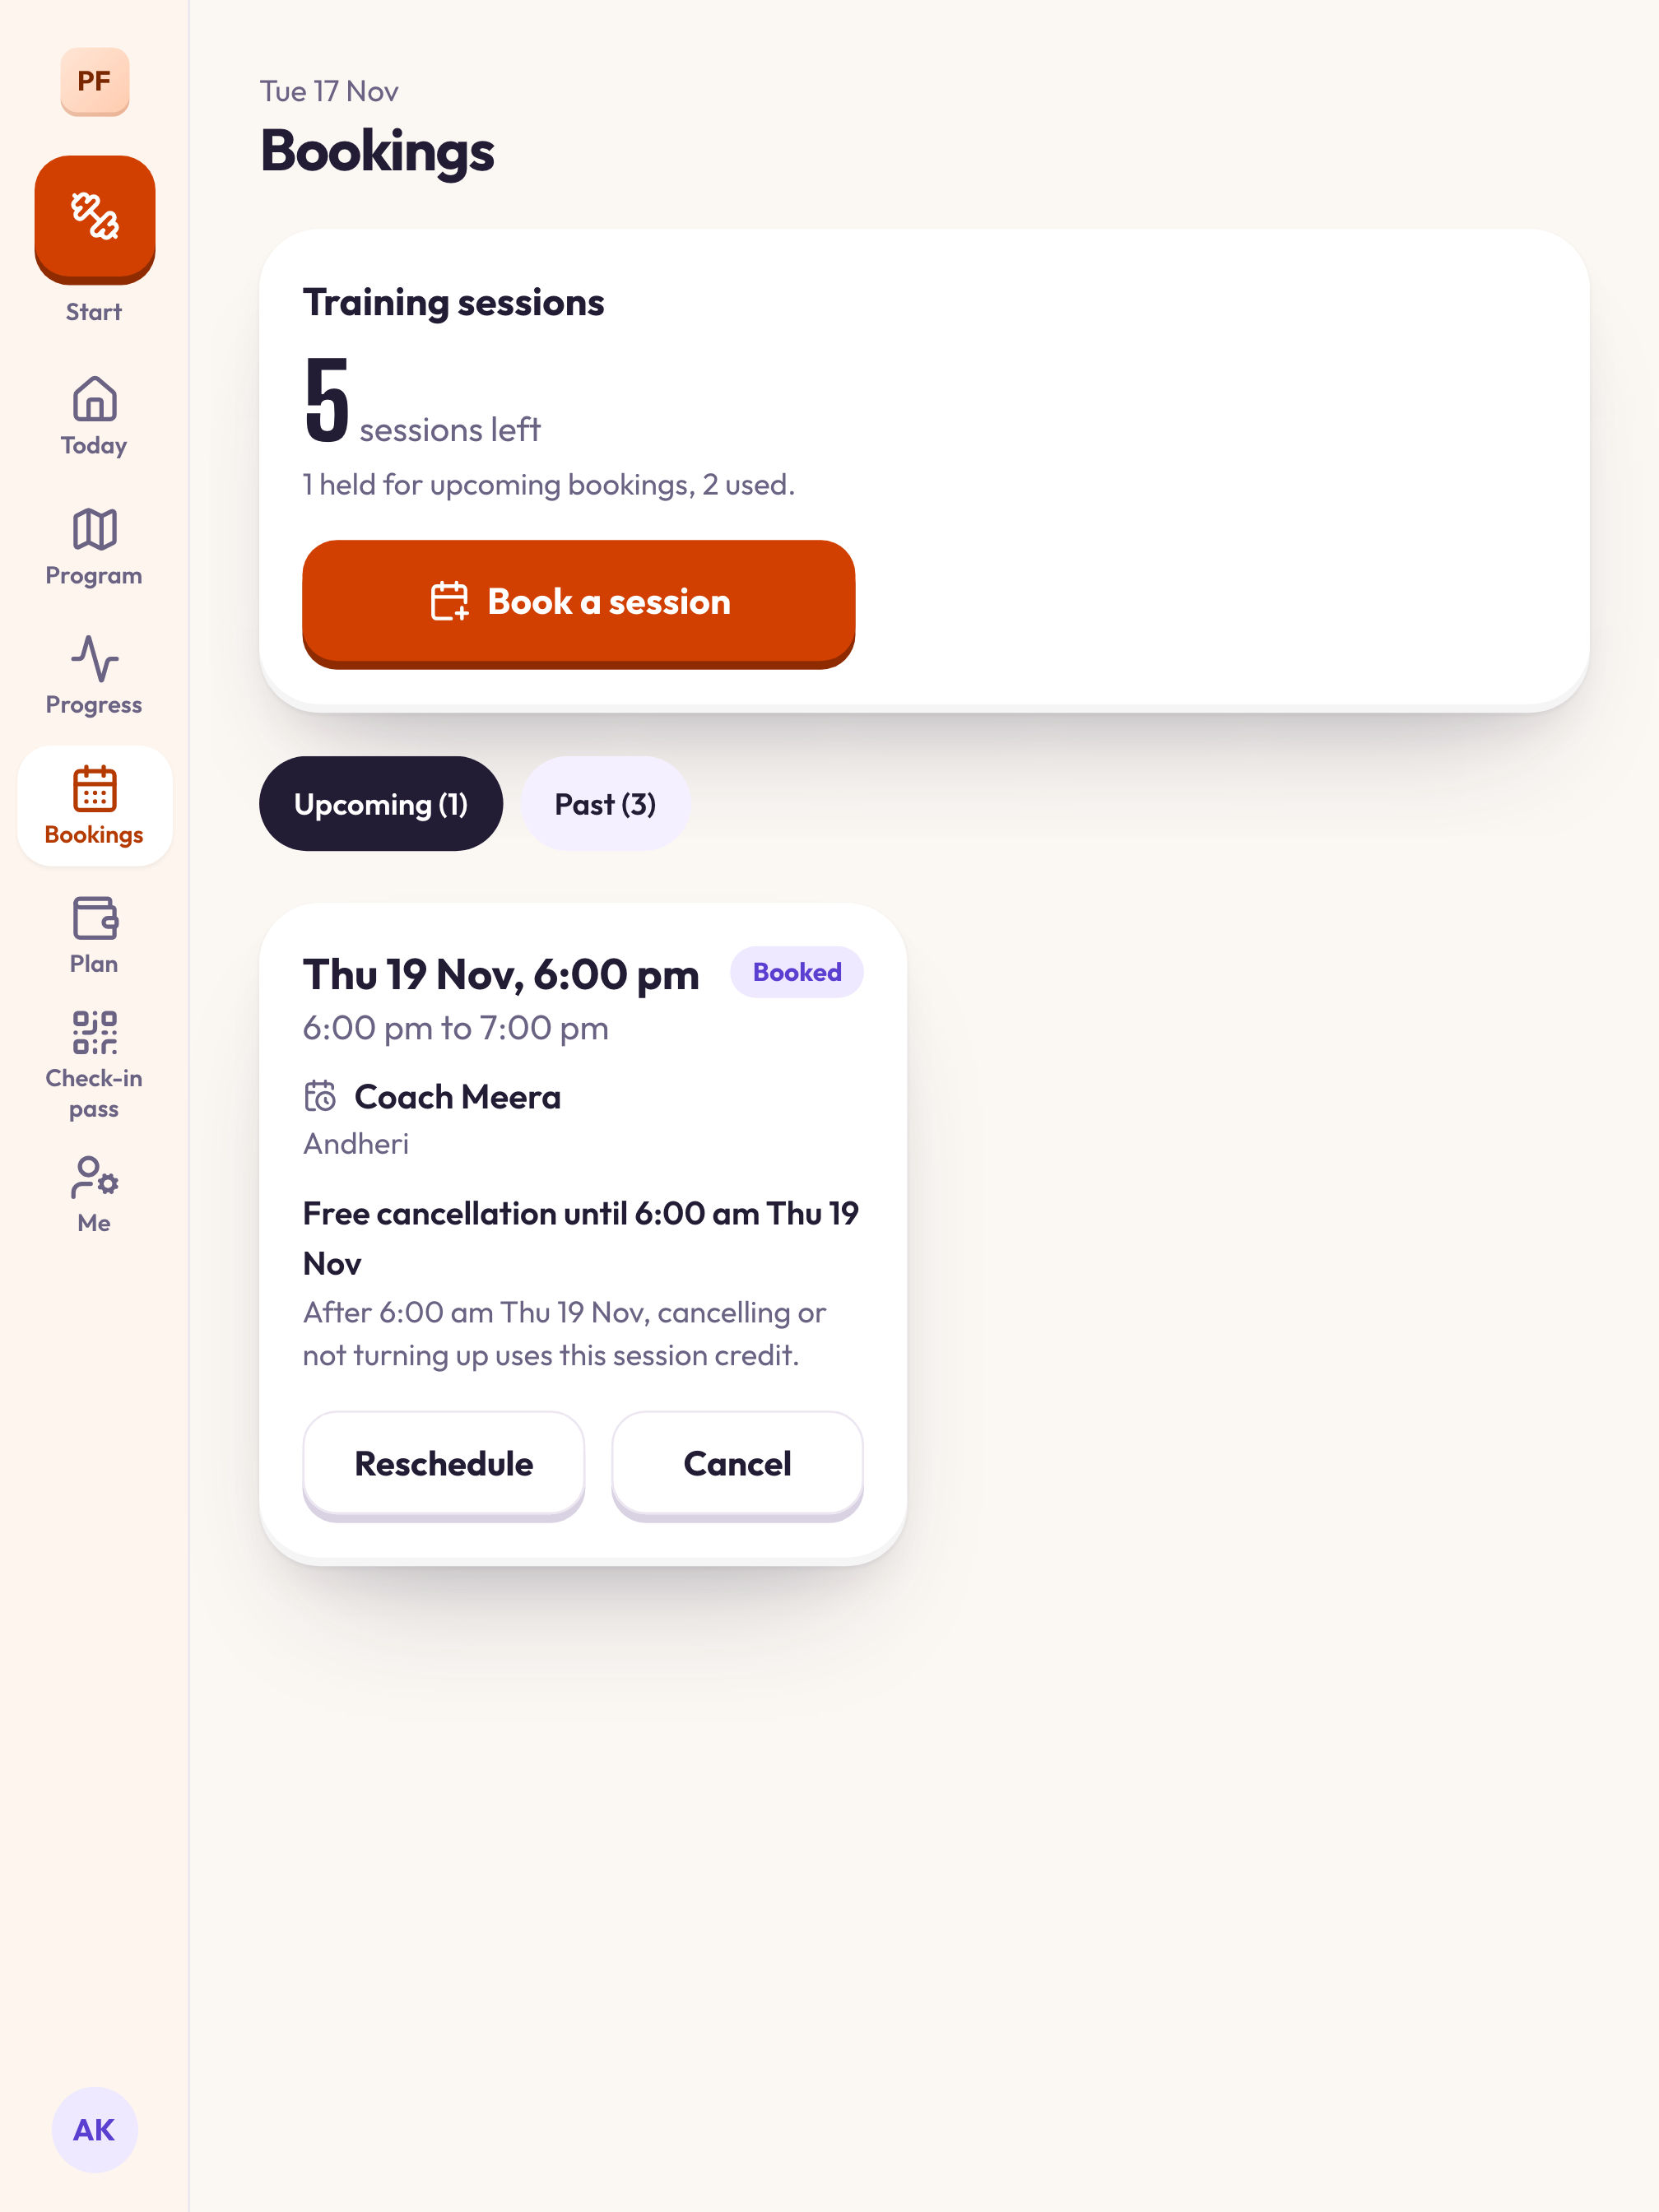 PF
Start
Today
Program
Progress
Bookings
Plan
Check-in
pass
Me
AK
Tue 17 Nov
Bookings
Training sessions
5 sessions left
1 held for upcoming bookings, 2 used.
Book a session
Upcoming (1)
Past (3)
Thu 19 Nov, 6:00 pm
Booked
6:00 pm to 7:00 pm
Coach Meera
Andheri
Free cancellation until 6:00 am Thu 19
Nov
After 6:00 am Thu 19 Nov, cancelling or
not turning up uses this session credit.
Reschedule
Cancel